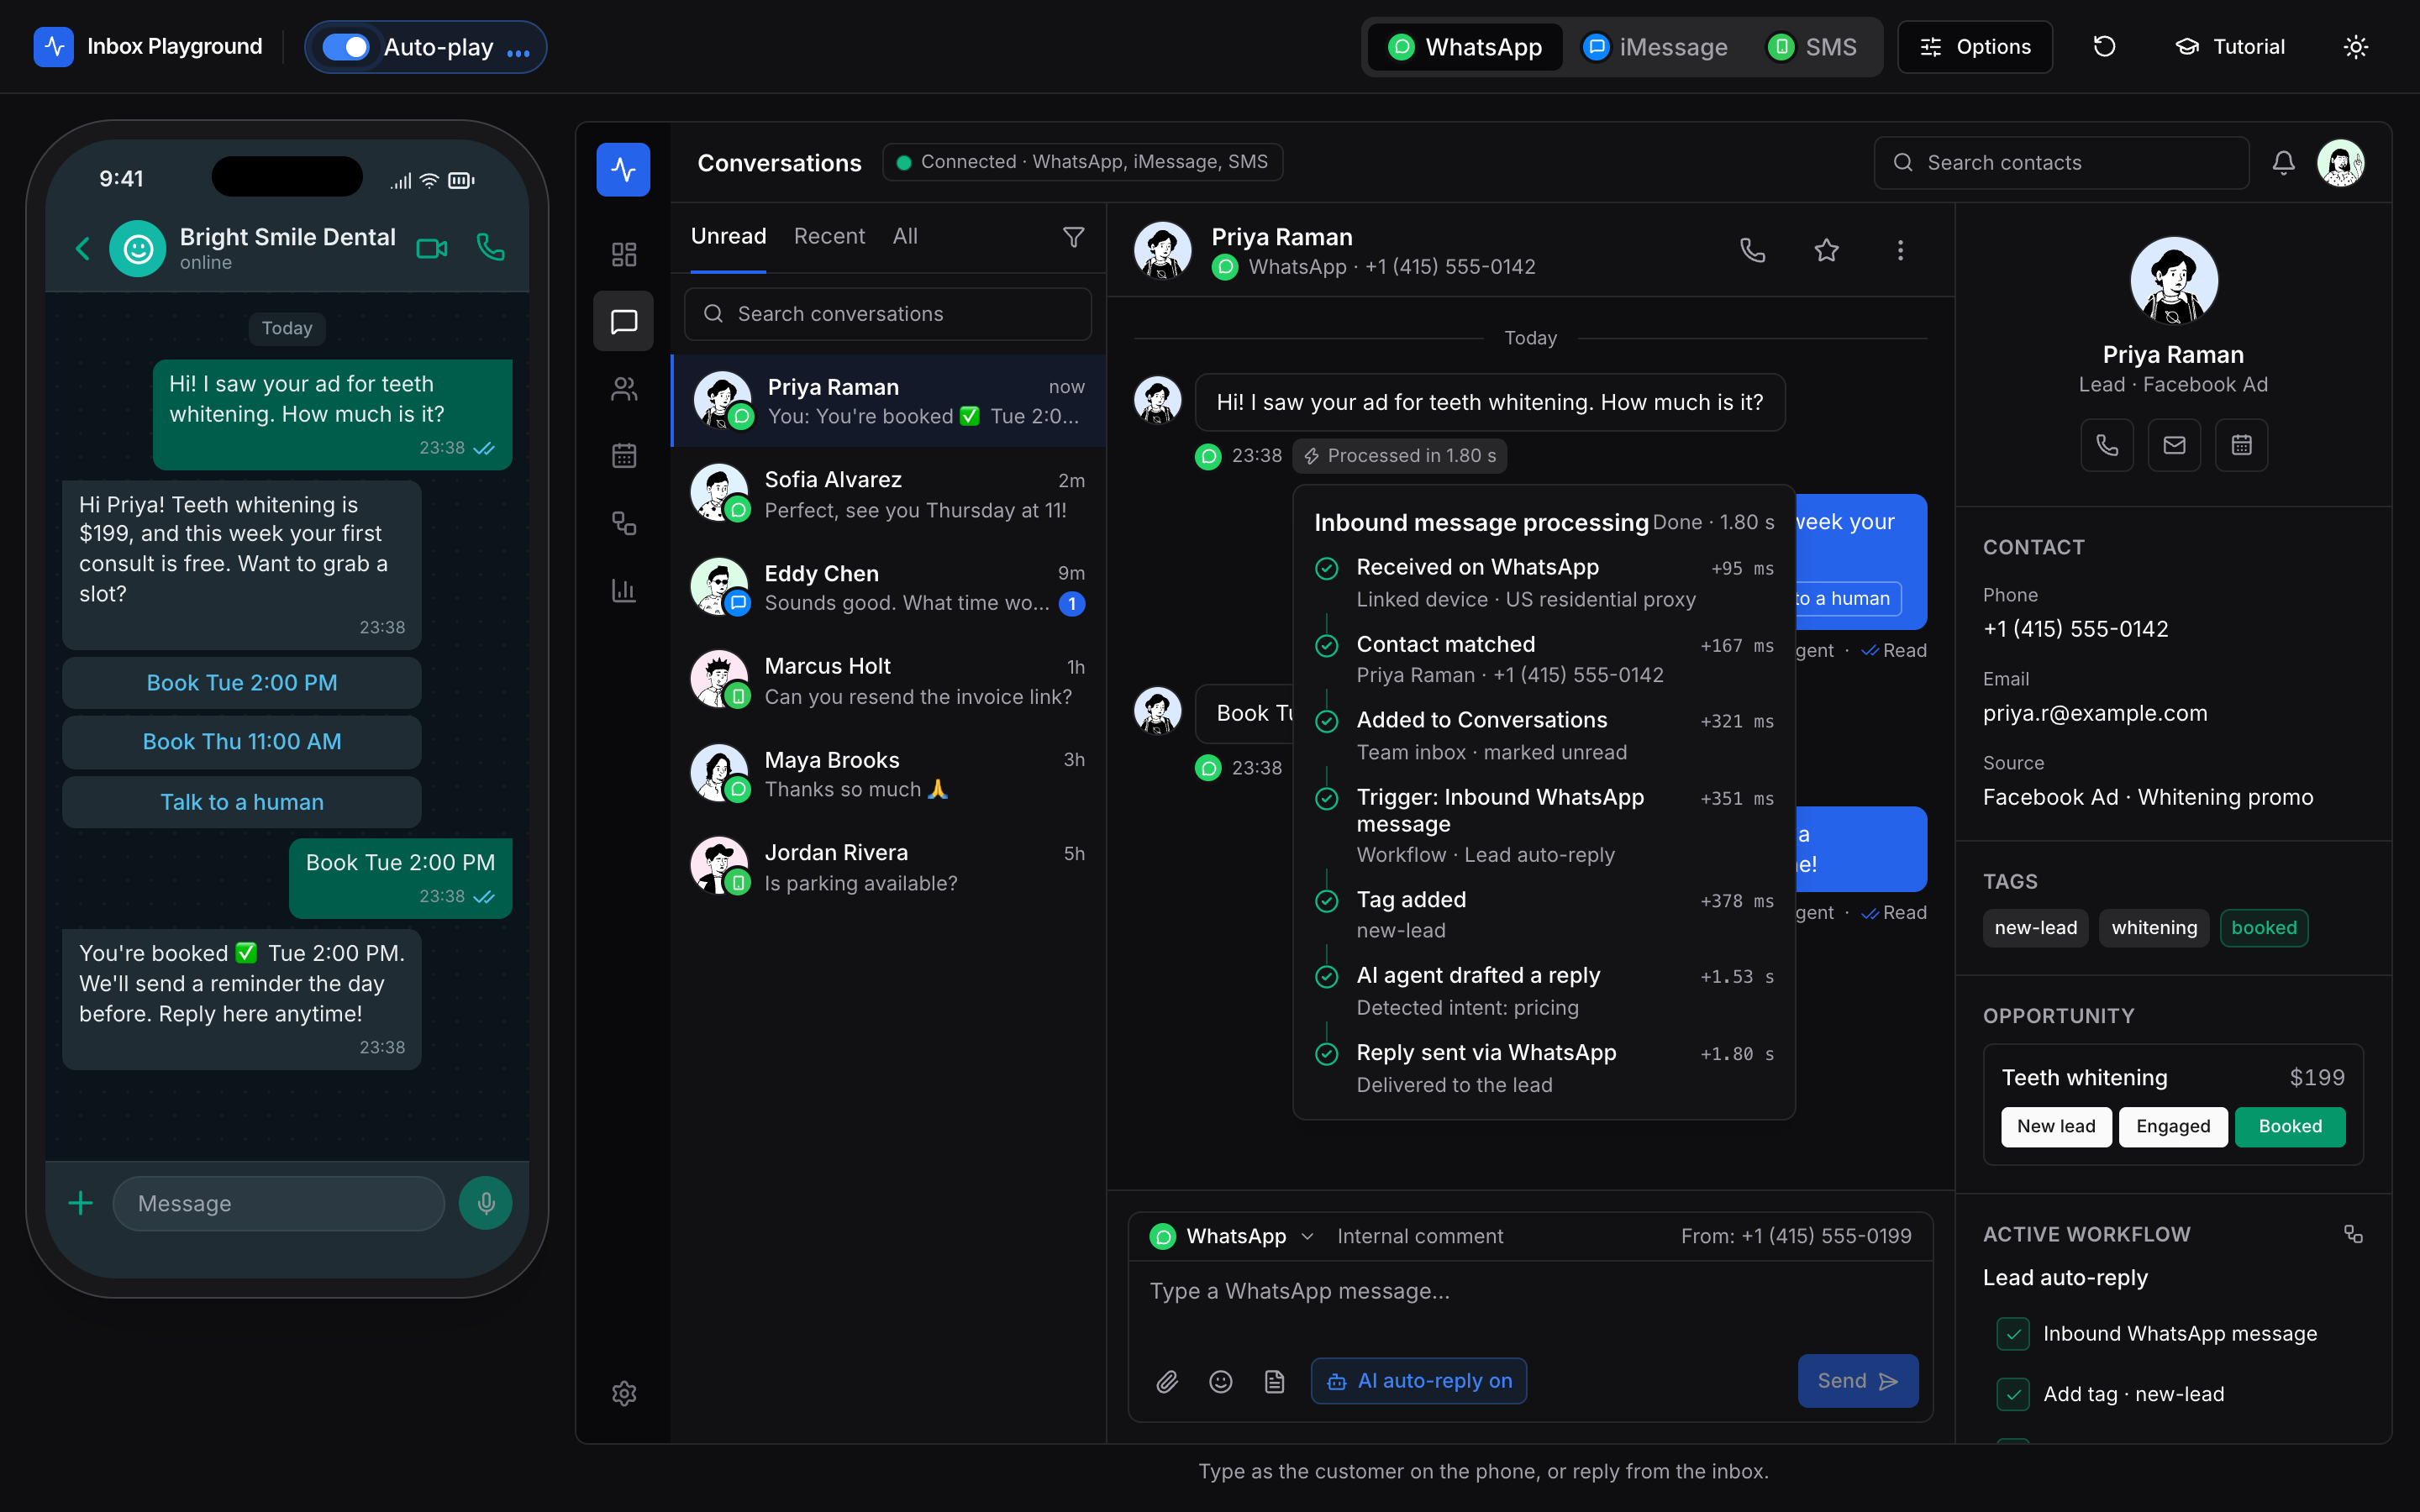 Inbox Playground
Auto-play ...
WhatsApp
iMessage
SMS
Options
Tutorial
9:41
Bright Smile Dental
online
Today
Hi! I saw your ad for teeth
whitening. How much is it?
23:38
Hi Priya! Teeth whitening is
$199, and this week your first
consult is free. Want to grab a
slot?
23:38
Book Tue 2:00 PM
Book Thu 11:00 AM
Talk to a human
Book Tue 2:00 PM
23:38
You're booked ✅ Tue 2:00 PM.
We'll send a reminder the day
before. Reply here anytime!
23:38
Message
Conversations
Connected · WhatsApp, iMessage, SMS
Search contacts
Unread
Recent
All
Search conversations
Priya Raman
now
You: You're booked ✅ Tue 2:0...
Sofia Alvarez
2m
Perfect, see you Thursday at 11!
Eddy Chen
9m
Sounds good. What time wo...
1
Marcus Holt
1h
Can you resend the invoice link?
Maya Brooks
3h
Thanks so much 🙏
Jordan Rivera
5h
Is parking available?
Priya Raman
WhatsApp · +1 (415) 555-0142
Today
Hi! I saw your ad for teeth whitening. How much is it?
23:38
Processed in 1.80 s
week your
to a human
gent · Read
Book Tu
23:38
a
e!
gent · Read
Inbound message processing
Done · 1.80 s
Received on WhatsApp
+95 ms
Linked device · US residential proxy
Contact matched
+167 ms
Priya Raman · +1 (415) 555-0142
Added to Conversations
+321 ms
Team inbox · marked unread
Trigger: Inbound WhatsApp
message
+351 ms
Workflow · Lead auto-reply
Tag added
+378 ms
new-lead
AI agent drafted a reply
+1.53 s
Detected intent: pricing
Reply sent via WhatsApp
+1.80 s
Delivered to the lead
WhatsApp
Internal comment
From: +1 (415) 555-0199
Type a WhatsApp message...
AI auto-reply on
Send
Priya Raman
Lead · Facebook Ad
CONTACT
Phone
+1 (415) 555-0142
Email
priya.r@example.com
Source
Facebook Ad · Whitening promo
TAGS
new-lead
whitening
booked
OPPORTUNITY
Teeth whitening
$199
New lead
Engaged
Booked
ACTIVE WORKFLOW
Lead auto-reply
Inbound WhatsApp message
Add tag · new-lead
Type as the customer on the phone, or reply from the inbox.